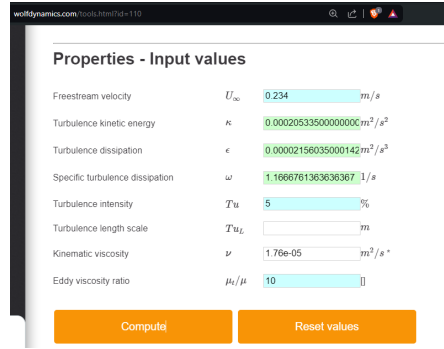 wolfdynamics.com/tools.html?id=110
Properties - Input values
Freestream velocity U∞ 0.234 m/s
Turbulence kinetic energy κ 0.00020533500000000 m²/s²
Turbulence dissipation ϵ 0.00002156035000142 m²/s³
Specific turbulence dissipation ω 1.1666761363636367 1/s
Turbulence intensity Tu 5 %
Turbulence length scale TuL m
Kinematic viscosity ν 1.76e-05 m²/s *
Eddy viscosity ratio μt/μ 10 []
Compute Reset values